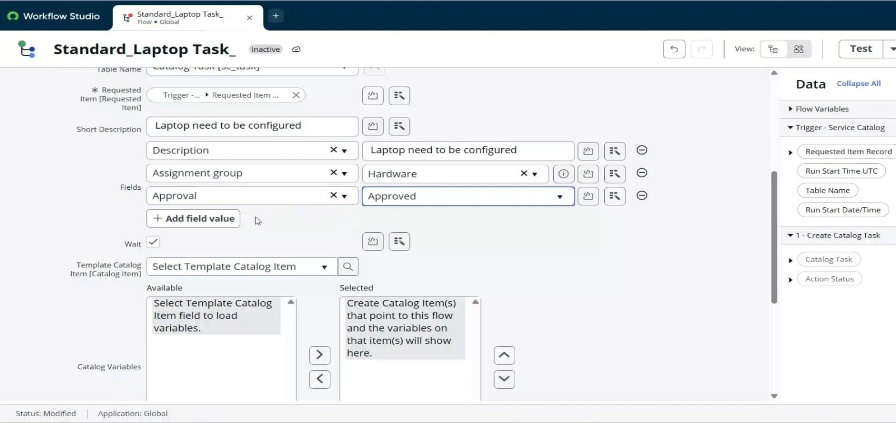 Workflow Studio
Standard_Laptop Task_
Flow • Global
Standard_Laptop Task_
Inactive
View:
Test
Table Name
Catalog Task [sc_task]
* Requested
Item [Requested
Item]
Trigger -... ▸ Requested Item ...
Short Description
Laptop need to be configured
Fields
Description
Laptop need to be configured
Assignment group
Hardware
Approval
Approved
+ Add field value
Wait
Template Catalog
Item [Catalog Item]
Select Template Catalog Item
Available
Selected
Catalog Variables
Select Template Catalog
Item field to load
variables.
Create Catalog Item(s)
that point to this flow
and the variables on
that item(s) will show
here.
Data
Collapse All
Flow Variables
Trigger - Service Catalog
Requested Item Record
Run Start Time UTC
Table Name
Run Start Date/Time
1 - Create Catalog Task
Catalog Task
Action Status
Status: Modified
Application: Global